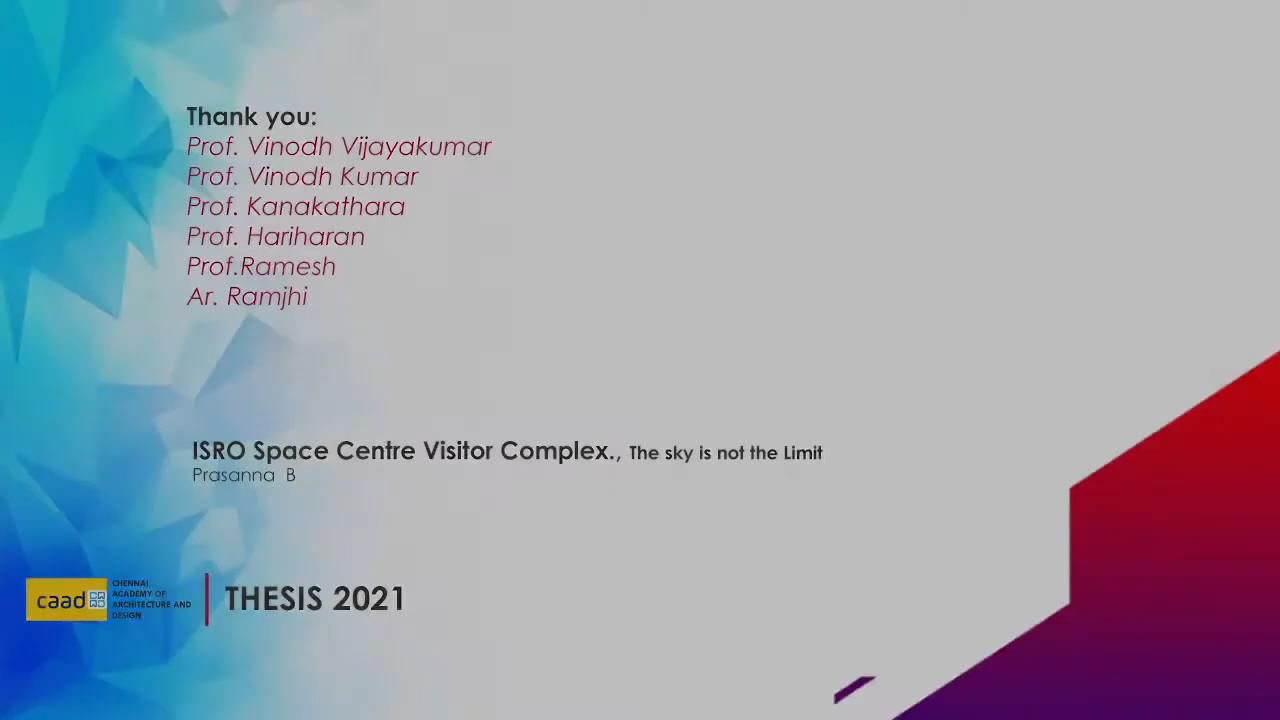 Thank you:
Prof. Vinodh Vijayakumar
Prof. Vinodh Kumar
Prof. Kanakathara
Prof. Hariharan
Prof.Ramesh
Ar. Ramjhi
ISRO Space Centre Visitor Complex., The sky is not the Limit
Prasanna B
caad
CHENNAI
ACADEMY OF
ARCHITECTURE AND
DESIGN
THESIS 2021